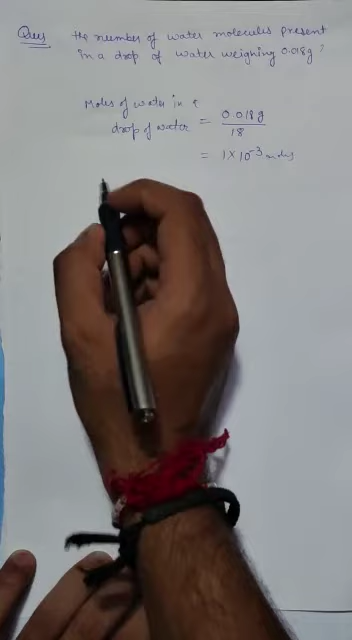 Ques the number of water molecules present
in a drop of water weighing 0.018g?
Moles of water in a
drop of water = 0.018g
18
= 1 × 10⁻³ moles